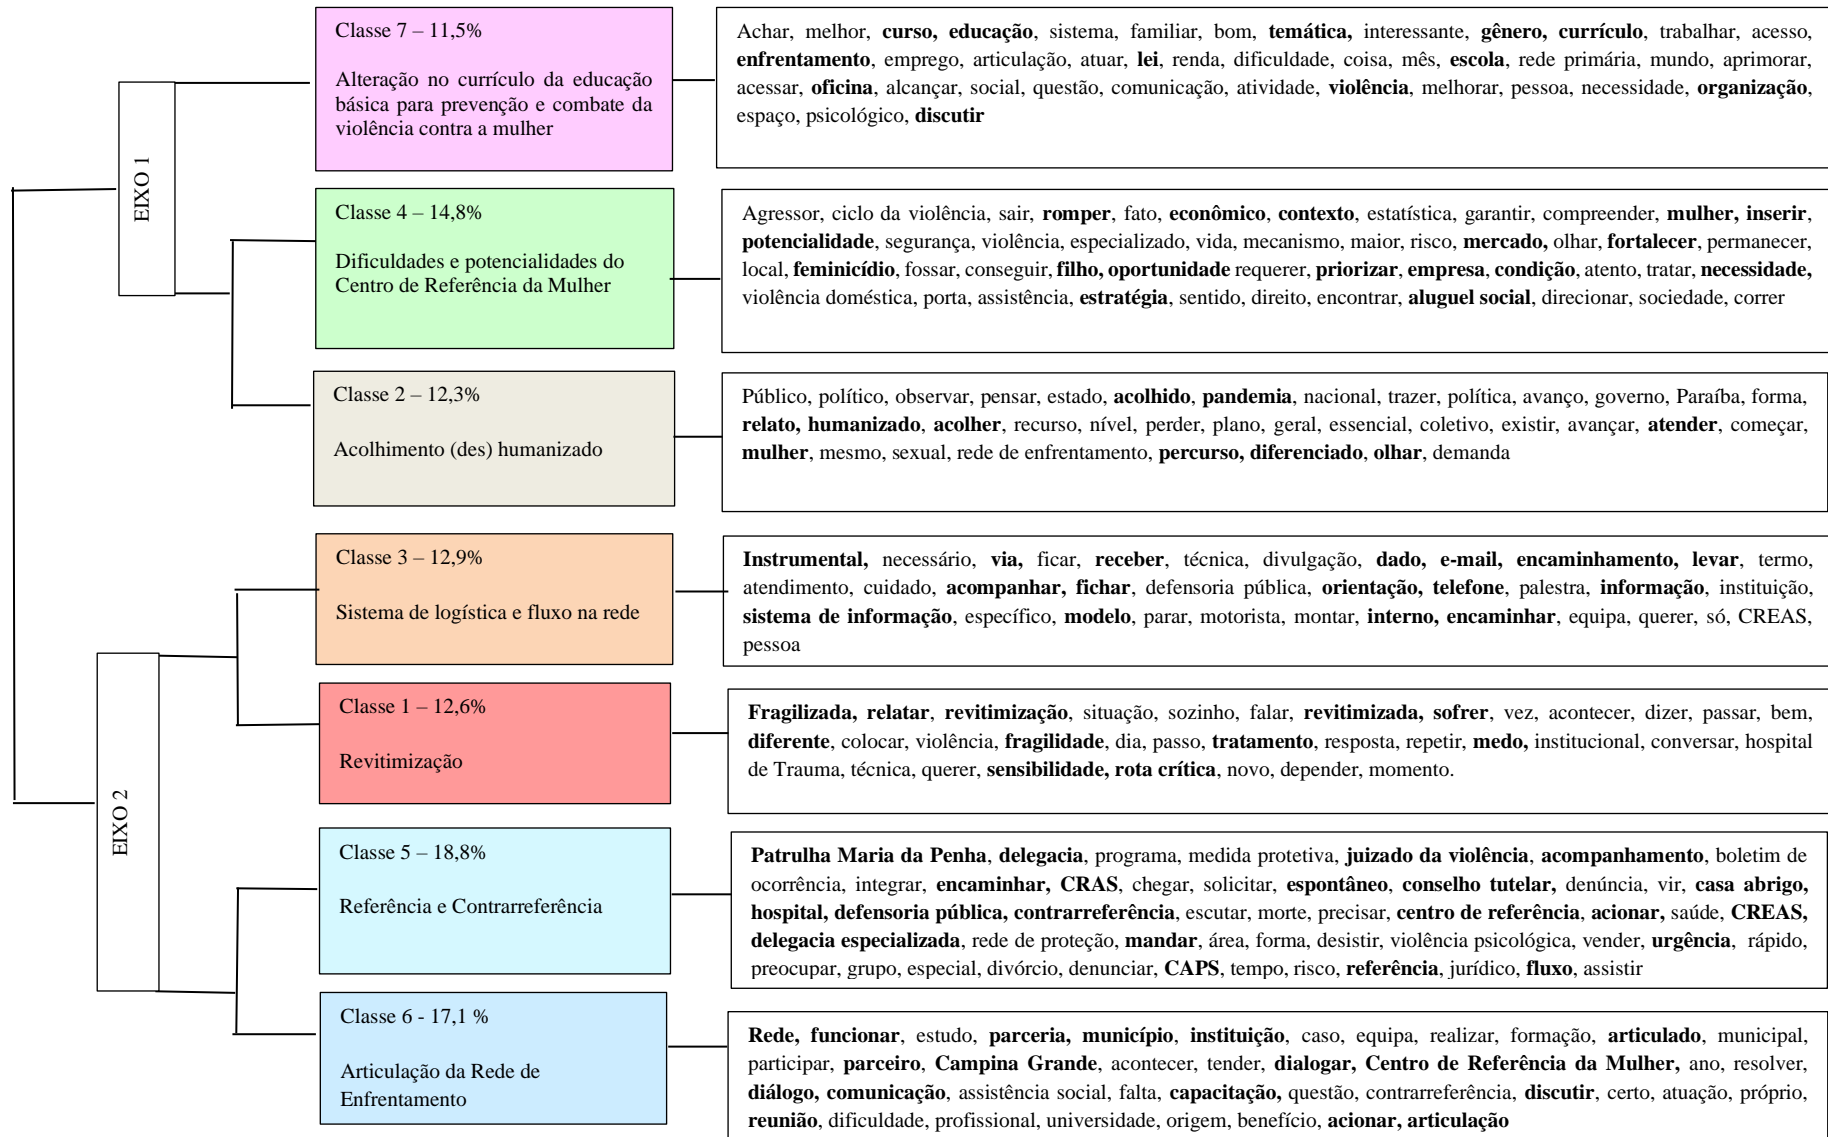 EIXO 1
Classe 7 – 11,5%
Alteração no currículo da educação
básica para prevenção e combate da
violência contra a mulher
Achar, melhor, curso, educação, sistema, familiar, bom, temática, interessante, gênero, currículo, trabalhar, acesso,
enfrentamento, emprego, articulação, atuar, lei, renda, dificuldade, coisa, mês, escola, rede primária, mundo, aprimorar,
acessar, oficina, alcançar, social, questão, comunicação, atividade, violência, melhorar, pessoa, necessidade, organização,
espaço, psicológico, discutir
Classe 4 – 14,8%
Dificuldades e potencialidades do
Centro de Referência da Mulher
Agressor, ciclo da violência, sair, romper, fato, econômico, contexto, estatística, garantir, compreender, mulher, inserir,
potencialidade, segurança, violência, especializado, vida, mecanismo, maior, risco, mercado, olhar, fortalecer, permanecer,
local, feminicídio, fossar, conseguir, filho, oportunidade requerer, priorizar, empresa, condição, atento, tratar, necessidade,
violência doméstica, porta, assistência, estratégia, sentido, direito, encontrar, aluguel social, direcionar, sociedade, correr
Classe 2 – 12,3%
Acolhimento (des) humanizado
Público, político, observar, pensar, estado, acolhido, pandemia, nacional, trazer, política, avanço, governo, Paraíba, forma,
relato, humanizado, acolher, recurso, nível, perder, plano, geral, essencial, coletivo, existir, avançar, atender, começar,
mulher, mesmo, sexual, rede de enfrentamento, percurso, diferenciado, olhar, demanda
EIXO 2
Classe 3 – 12,9%
Sistema de logística e fluxo na rede
Instrumental, necessário, via, ficar, receber, técnica, divulgação, dado, e-mail, encaminhamento, levar, termo,
atendimento, cuidado, acompanhar, fichar, defensoria pública, orientação, telefone, palestra, informação, instituição,
sistema de informação, específico, modelo, parar, motorista, montar, interno, encaminhar, equipa, querer, só, CREAS,
pessoa
Classe 1 – 12,6%
Revitimização
Fragilizada, relatar, revitimização, situação, sozinho, falar, revitimizada, sofrer, vez, acontecer, dizer, passar, bem,
diferente, colocar, violência, fragilidade, dia, passo, tratamento, resposta, repetir, medo, institucional, conversar, hospital
de Trauma, técnica, querer, sensibilidade, rota crítica, novo, depender, momento.
Classe 5 – 18,8%
Referência e Contrarreferência
Patrulha Maria da Penha, delegacia, programa, medida protetiva, juizado da violência, acompanhamento, boletim de
ocorrência, integrar, encaminhar, CRAS, chegar, solicitar, espontâneo, conselho tutelar, denúncia, vir, casa abrigo,
hospital, defensoria pública, contrarreferência, escutar, morte, precisar, centro de referência, acionar, saúde, CREAS,
delegacia especializada, rede de proteção, mandar, área, forma, desistir, violência psicológica, vender, urgência, rápido,
preocupar, grupo, especial, divórcio, denunciar, CAPS, tempo, risco, referência, jurídico, fluxo, assistir
Classe 6 - 17,1 %
Articulação da Rede de
Enfrentamento
Rede, funcionar, estudo, parceria, município, instituição, caso, equipa, realizar, formação, articulado, municipal,
participar, parceiro, Campina Grande, acontecer, tender, dialogar, Centro de Referência da Mulher, ano, resolver,
diálogo, comunicação, assistência social, falta, capacitação, questão, contrarreferência, discutir, certo, atuação, próprio,
reunião, dificuldade, profissional, universidade, origem, benefício, acionar, articulação